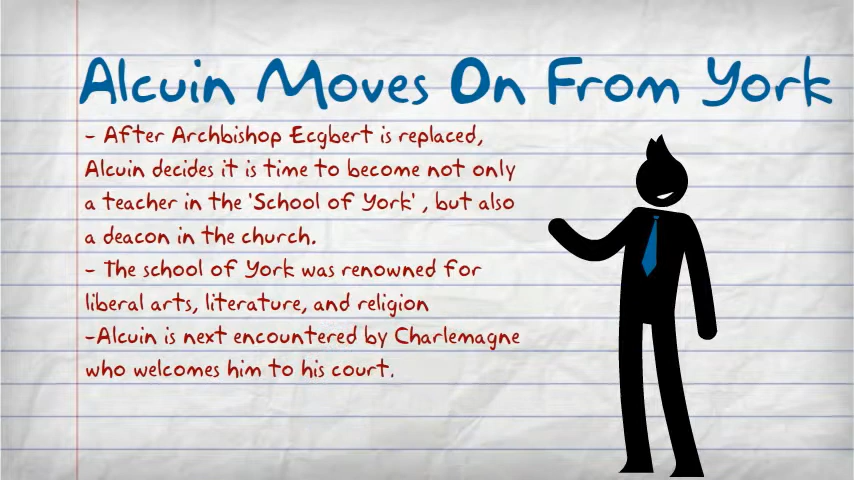 Alcuin Moves On From York
- After Archbishop Ecgbert is replaced,
Alcuin decides it is time to become not only
a teacher in the 'School of York' , but also
a deacon in the church.
- The school of York was renowned for
liberal arts, literature, and religion
-Alcuin is next encountered by Charlemagne
who welcomes him to his court.